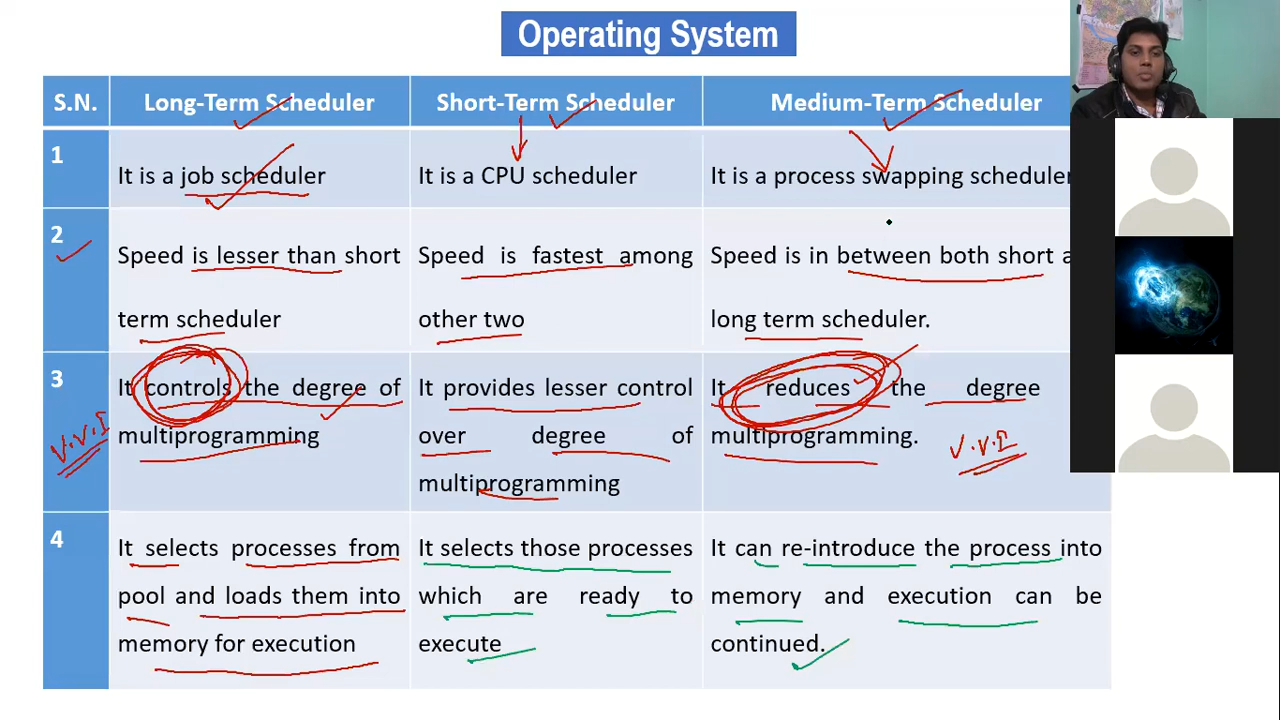 Operating System
S.N. Long-Term Scheduler Short-Term Scheduler Medium-Term Scheduler
1 It is a job scheduler It is a CPU scheduler It is a process swapping scheduler
2 Speed is lesser than short Speed is fastest among Speed is in between both short a
term scheduler other two long term scheduler.
3 It controls the degree of It provides lesser control It reduces the degree
multiprogramming over degree of multiprogramming.
V.V.I V.V.I
multiprogramming
4 It selects processes from It selects those processes It can re-introduce the process into
pool and loads them into which are ready to memory and execution can be
memory for execution execute continued.